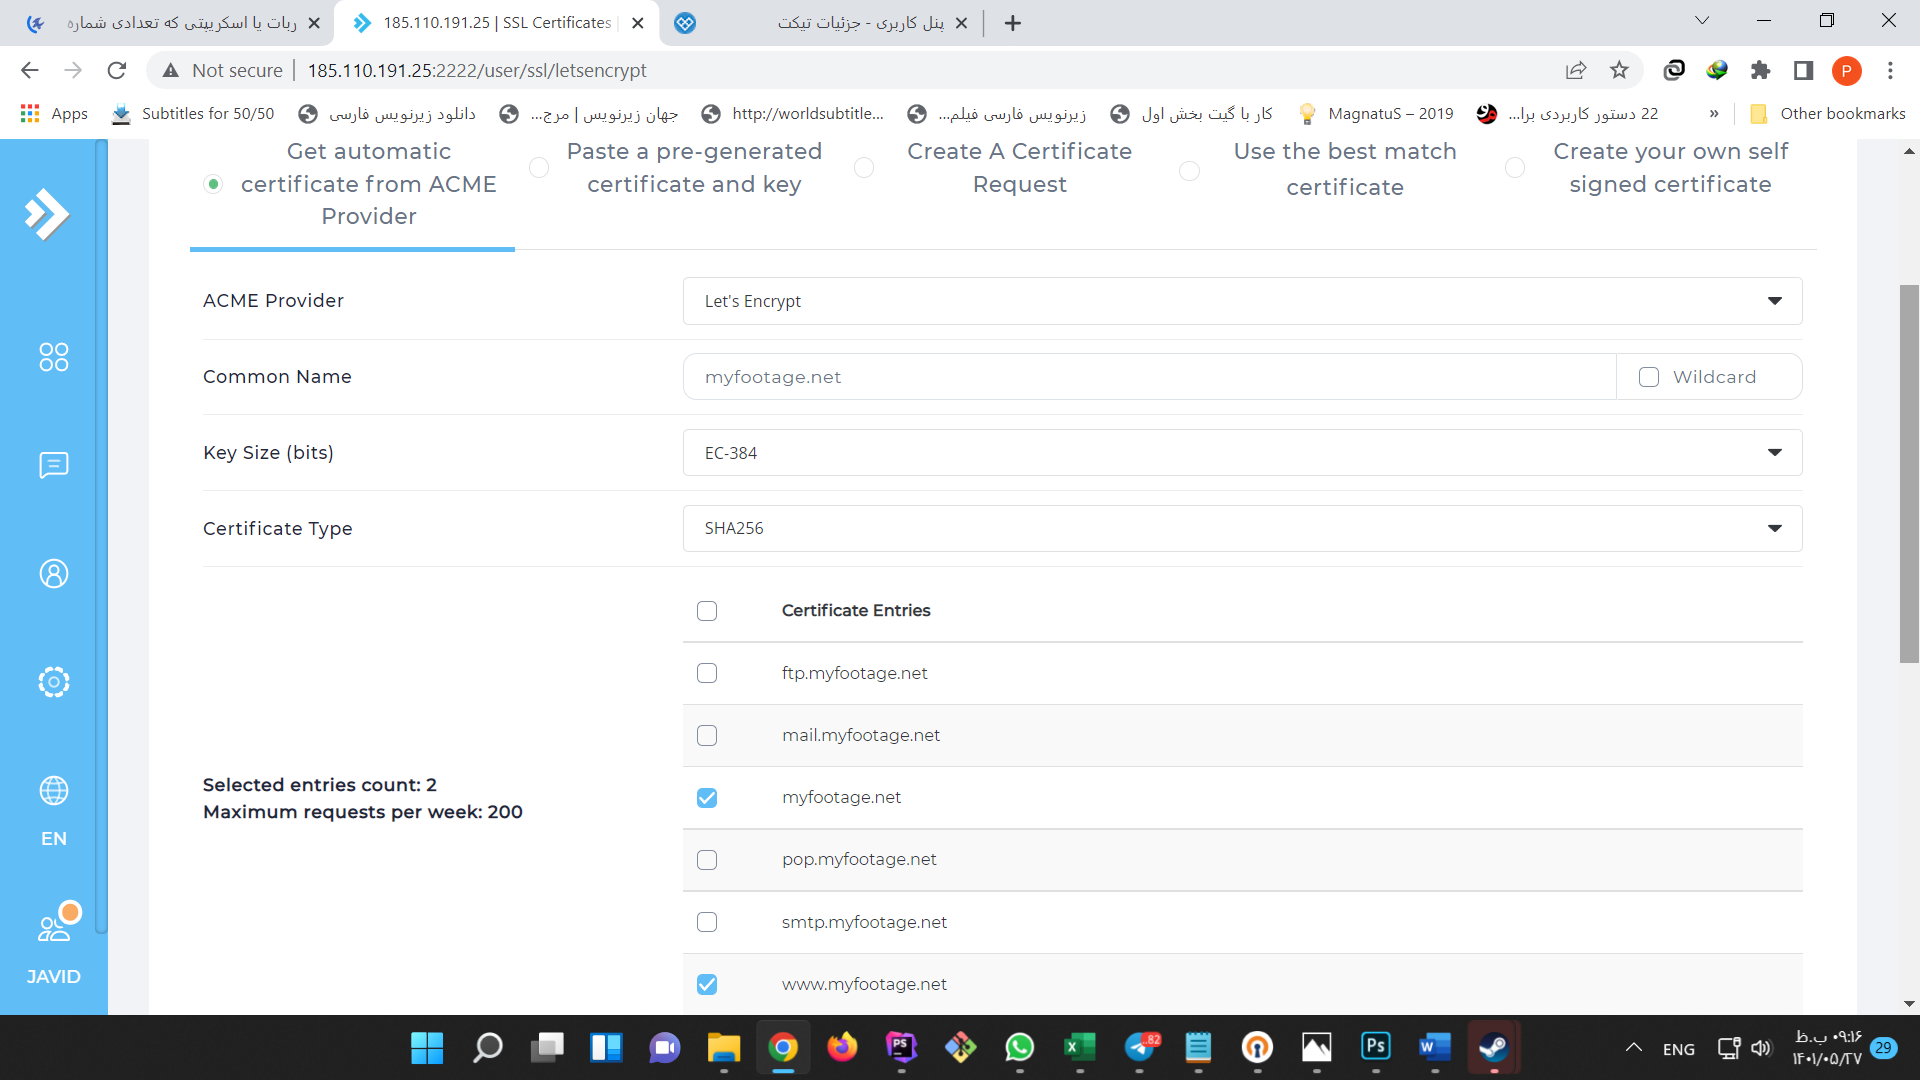 ربات یا اسکریپتی که تعدادی شماره
185.110.191.25 | SSL Certificates |
پنل کاربری - جزئیات تیکت
Not secure
185.110.191.25:2222/user/ssl/letsencrypt
P
Apps
Subtitles for 50/50
دانلود زیرنویس فارسی
جهان زیرنویس | مرج...
http://worldsubtitle...
زیرنویس فارسی فیلم...
کار با گیت بخش اول
MagnatuS – 2019
22 دستور کاربردی برا...
»
Other bookmarks
Get automatic certificate from ACME Provider
Paste a pre-generated certificate and key
Create A Certificate Request
Use the best match certificate
Create your own self signed certificate
ACME Provider
Let's Encrypt
Common Name
myfootage.net
Wildcard
Key Size (bits)
EC-384
Certificate Type
SHA256
Certificate Entries
ftp.myfootage.net
mail.myfootage.net
Selected entries count: 2
Maximum requests per week: 200
myfootage.net
pop.myfootage.net
smtp.myfootage.net
www.myfootage.net
EN
JAVID
PS
X
..82
Ps
W
ENG
۰۹:۱۶ ب.ظ
۱۴۰۱/۰۵/۲۷
29